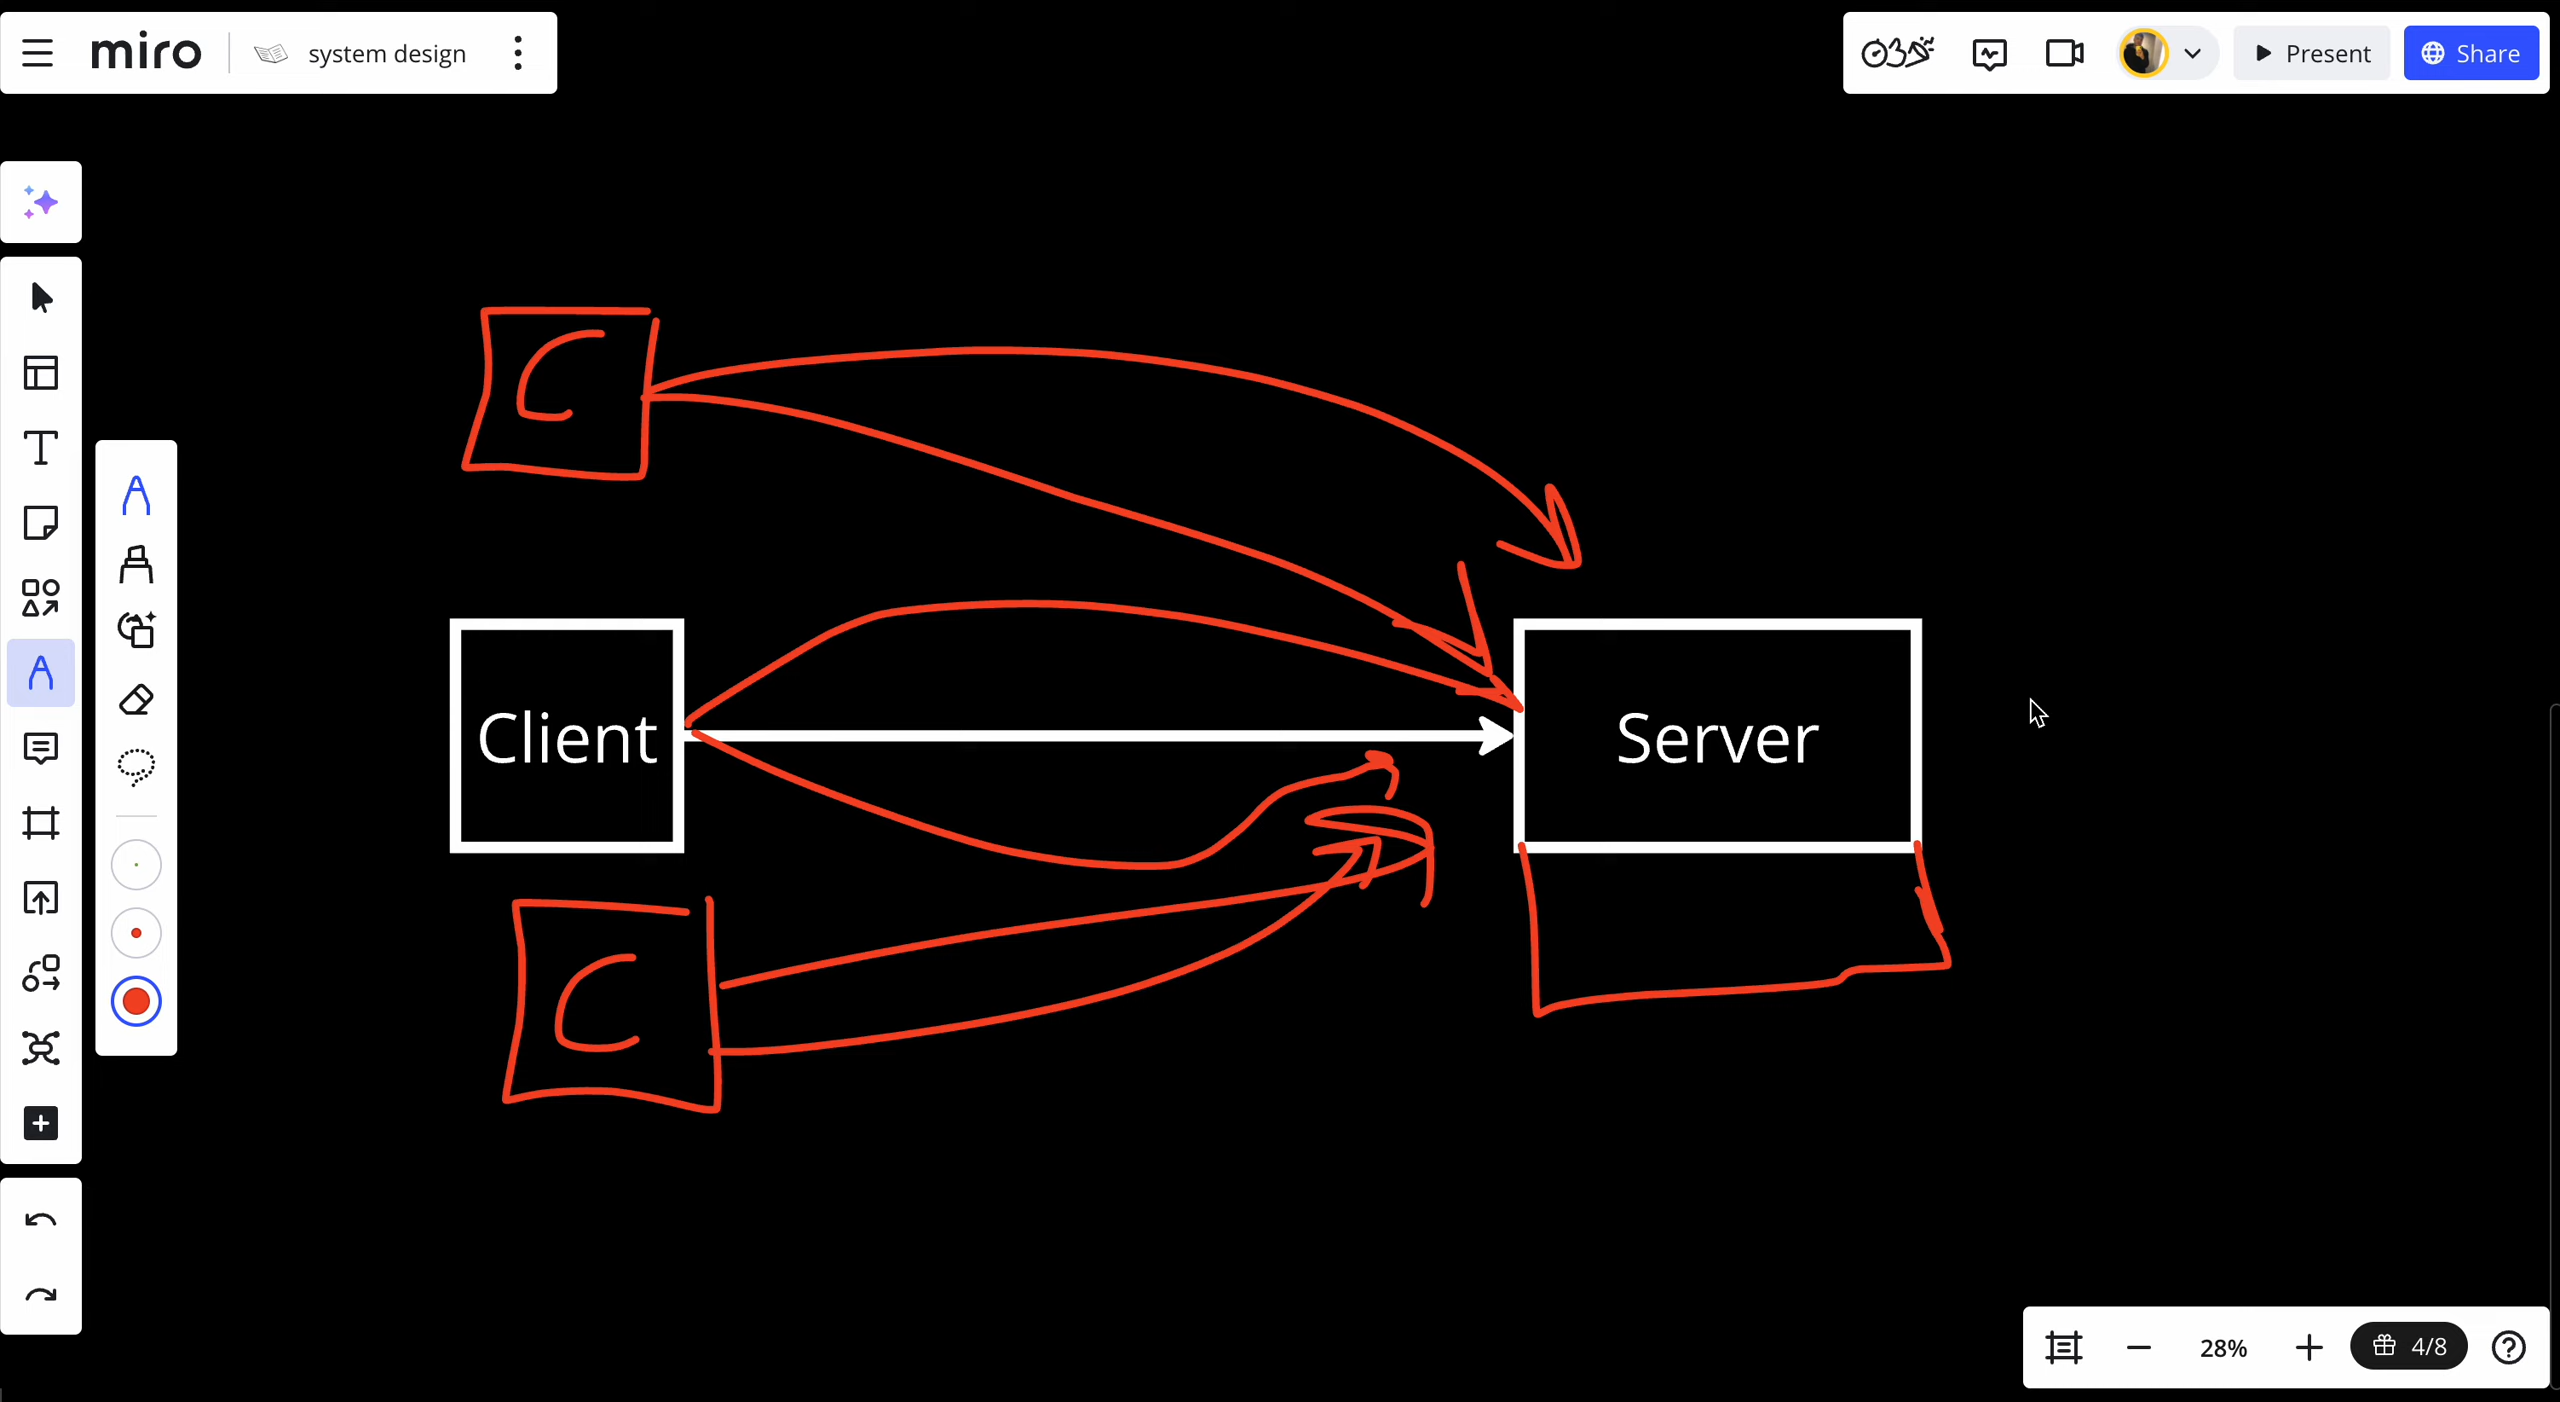 miro
system design
Present
Share
C
Client
Server
C
28%
4/8